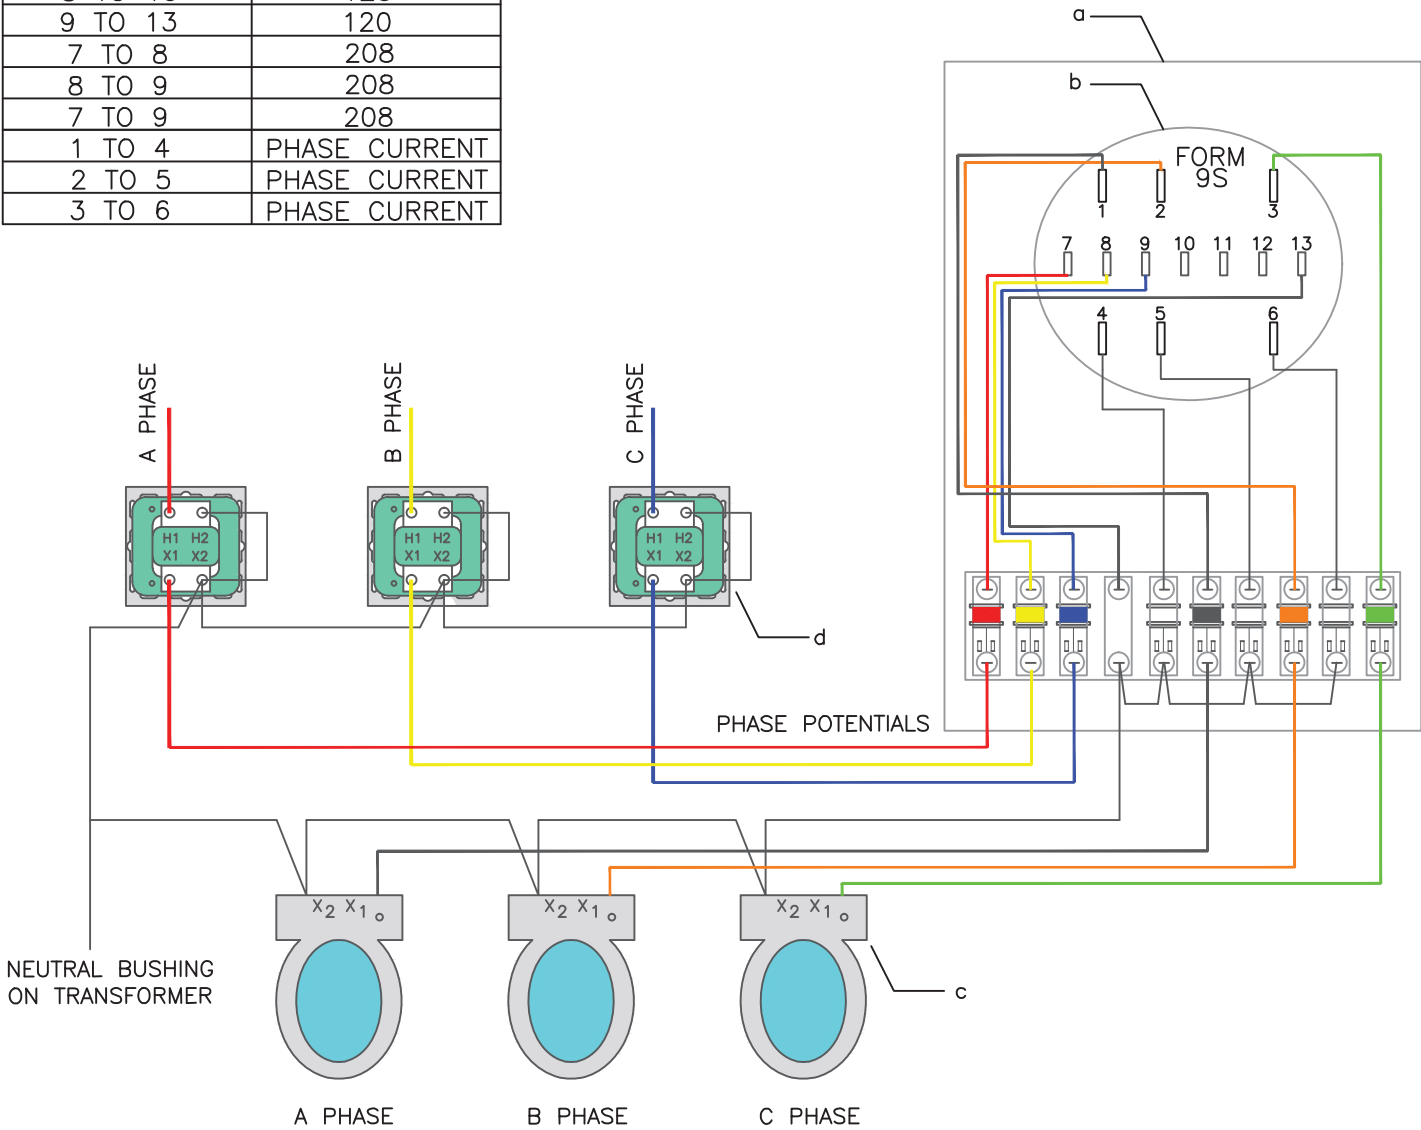 9 TO 13 120
7 TO 8 208
8 TO 9 208
7 TO 9 208
1 TO 4 PHASE CURRENT
2 TO 5 PHASE CURRENT
3 TO 6 PHASE CURRENT
a
b
FORM
9S
1 2 3
7 8 9 10 11 12 13
4 5 6
A PHASE
B PHASE
C PHASE
H1 H2
X1 X2
H1 H2
X1 X2
H1 H2
X1 X2
d
PHASE POTENTIALS
X2 X1
X2 X1
X2 X1
NEUTRAL BUSHING
ON TRANSFORMER
c
A PHASE
B PHASE
C PHASE